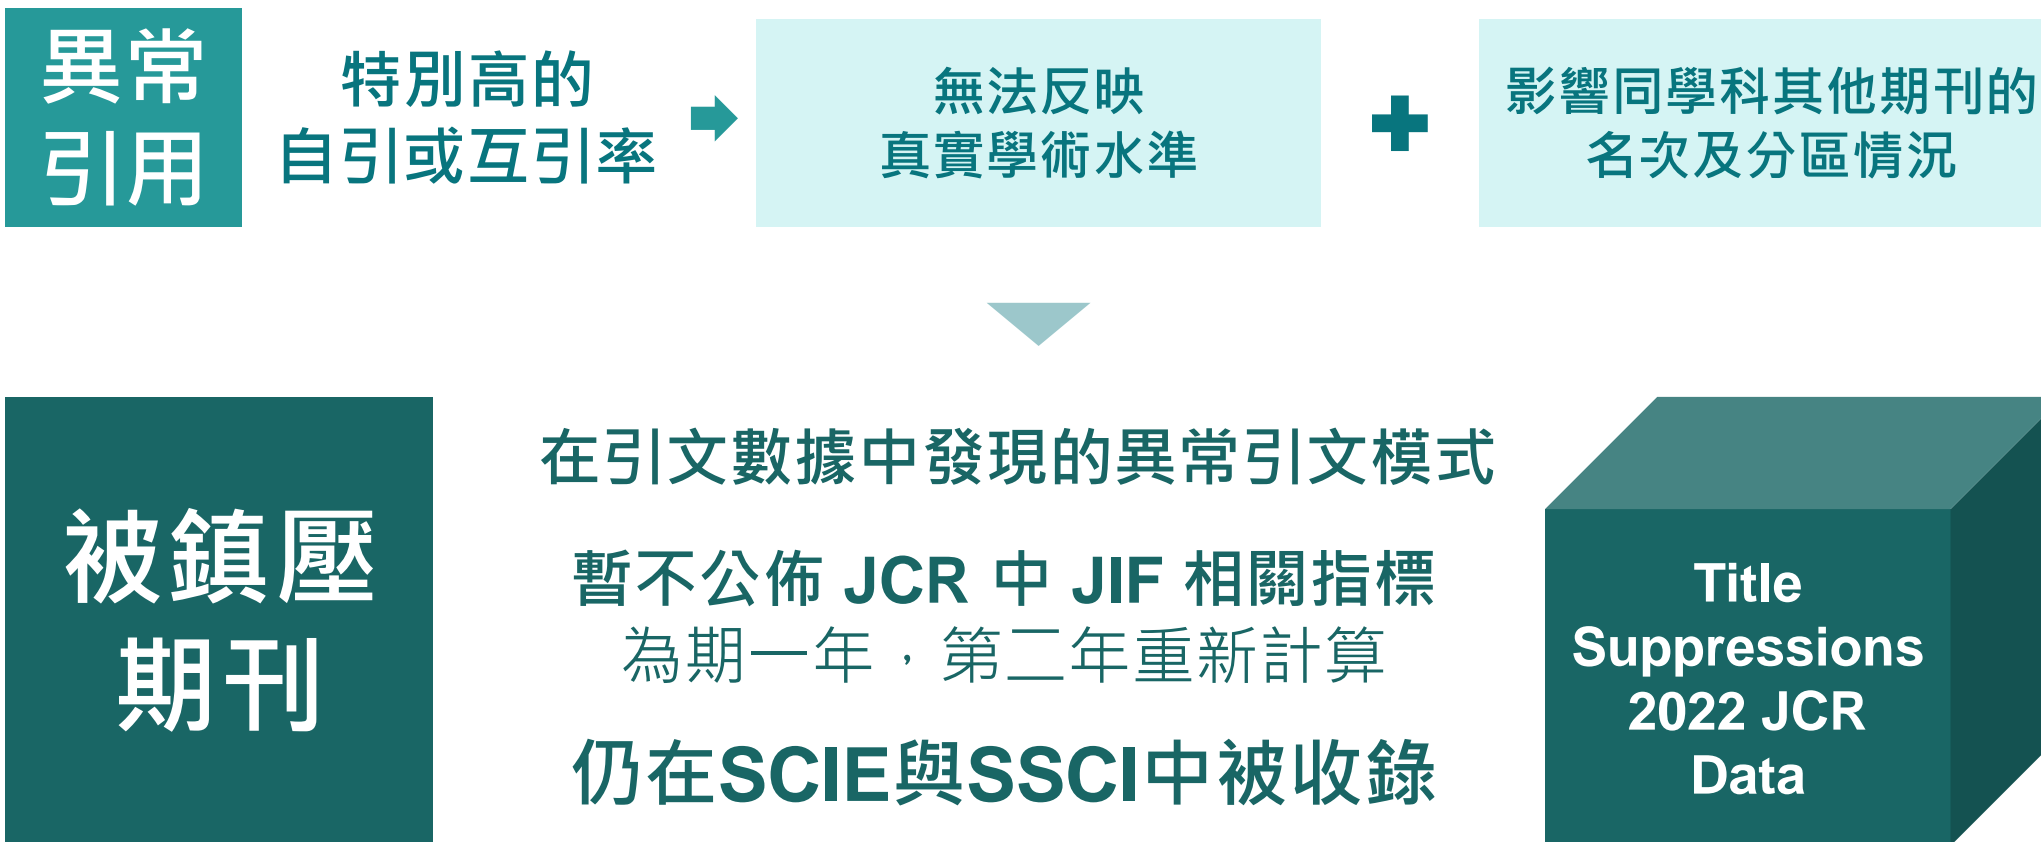 異常
引用
特別高的
自引或互引率
無法反映
真實學術水準
影響同學科其他期刊的
名次及分區情況
被鎮壓
期刊
在引文數據中發現的異常引文模式
暫不公佈 JCR 中 JIF 相關指標
為期一年，第二年重新計算
仍在SCIE與SSCI中被收錄
Title
Suppressions
2022 JCR
Data